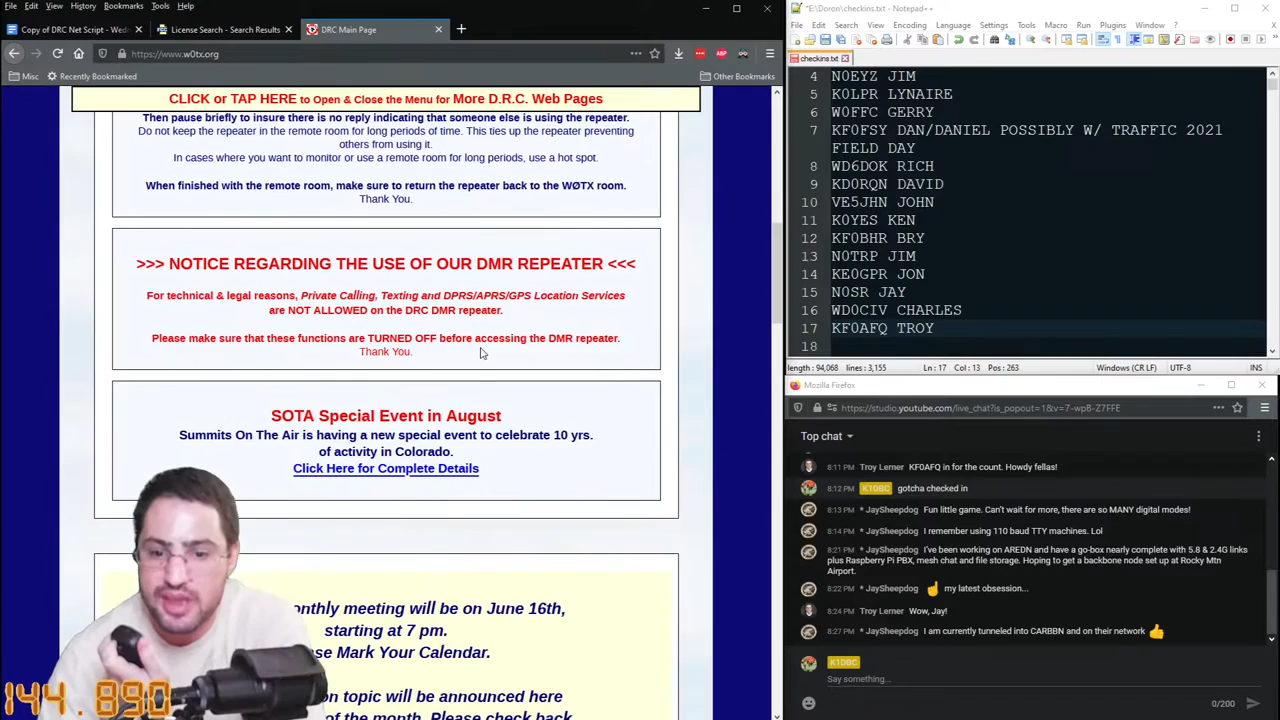 File Edit View History Bookmarks Tools Help
Copy of DRC Net Script - Wedn
License Search - Search Results
DRC Main Page
https://www.w0tx.org
Misc
Recently Bookmarked
Other Bookmarks
CLICK or TAP HERE to Open & Close the Menu for More D.R.C. Web Pages
Then pause briefly to insure there is no reply indicating that someone else is using the repeater.
Do not keep the repeater in the remote room for long periods of time. This ties up the repeater preventing
others from using it.
In cases where you want to monitor or use a remote room for long periods, use a hot spot.
When finished with the remote room, make sure to return the repeater back to the WØTX room.
Thank You.
>>> NOTICE REGARDING THE USE OF OUR DMR REPEATER <<<
For technical & legal reasons, Private Calling, Texting and DPRS/APRS/GPS Location Services
are NOT ALLOWED on the DRC DMR repeater.
Please make sure that these functions are TURNED OFF before accessing the DMR repeater.
Thank You.
SOTA Special Event in August
Summits On The Air is having a new special event to celebrate 10 yrs.
of activity in Colorado.
Click Here for Complete Details
onthly meeting will be on June 16th,
starting at 7 pm.
se Mark Your Calendar.
on topic will be announced here
of the month. Please check back
144.890
*E:\Doron\checkins.txt - Notepad++
File Edit Search View Encoding Language Settings Tools Macro Run Plugins Window ?
checkins.txt
4 N0EYZ JIM
5 K0LPR LYNAIRE
6 W0FFC GERRY
7 KF0FSY DAN/DANIEL POSSIBLY W/ TRAFFIC 2021
FIELD DAY
8 WD6DOK RICH
9 KD0RQN DAVID
10 VE5JHN JOHN
11 K0YES KEN
12 KF0BHR BRY
13 N0TRP JIM
14 KE0GPR JON
15 N0SR JAY
16 WD0CIV CHARLES
17 KF0AFQ TROY
18
length : 94,068 lines : 3,155 Ln : 17 Col : 13 Pos : 263 Windows (CR LF) UTF-8 INS
Mozilla Firefox
https://studio.youtube.com/live_chat?is_popout=1&v=7-wpB-Z7FFE
Top chat
8:11 PM Troy Lerner KF0AFQ in for the count. Howdy fellas!
8:12 PM K1DBC gotcha checked in
8:13 PM * JaySheepdog Fun little game. Can't wait for more, there are so MANY digital modes!
8:14 PM * JaySheepdog I remember using 110 baud TTY machines. Lol
8:21 PM * JaySheepdog I've been working on AREDN and have a go-box nearly complete with 5.8 & 2.4G links
plus Raspberry Pi PBX, mesh chat and file storage. Hoping to get a backbone node set up at Rocky Mtn
Airport.
8:22 PM * JaySheepdog ☝ my latest obsession...
8:24 PM Troy Lerner Wow, Jay!
8:27 PM * JaySheepdog I am currently tunneled into CARBBN and on their network 👍
K1DBC
Say something...
0/200